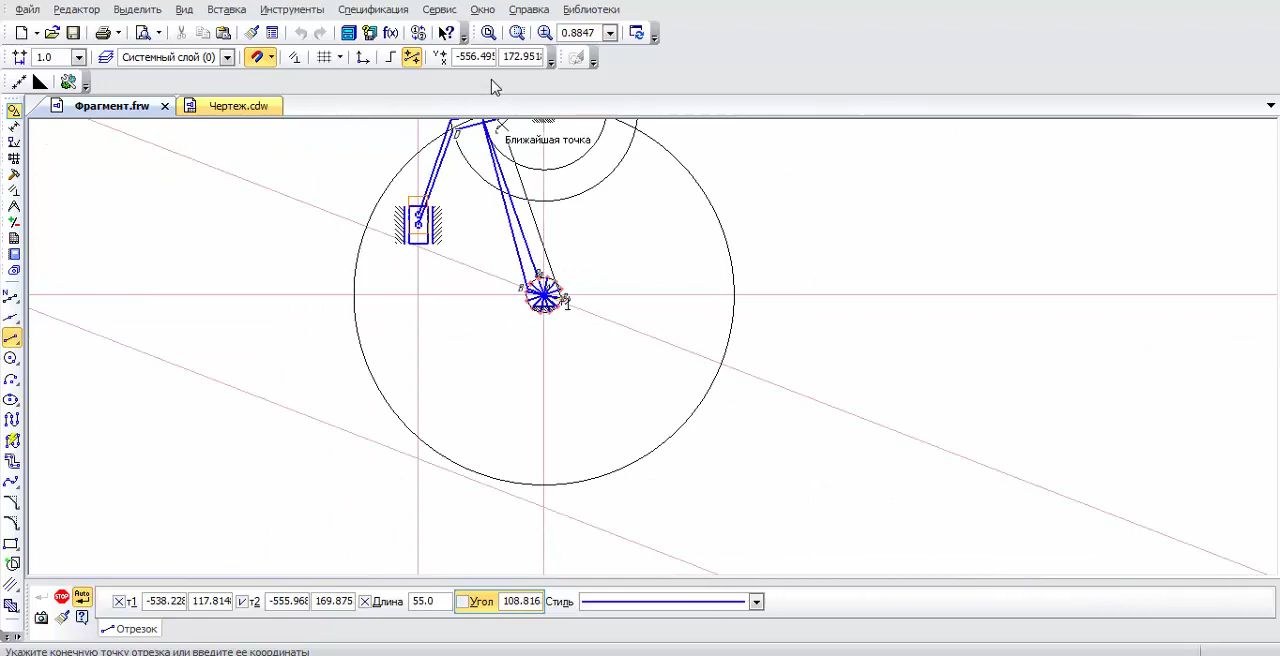 Файл Редактор Выделить Вид Вставка Инструменты Спецификация Сервис Окно Справка Библиотеки
f(x) 0.8847
1.0 Системный слой (0) -556.495 172.951
Фрагмент.frw Чертеж.cdw
Ближайшая точка
STOP Auto т1 -538.228 117.814 т2 -555.968 169.875 Длина 55.0 Угол 108.816 Стиль
Отрезок
Укажите конечную точку отрезка или введите ее координаты